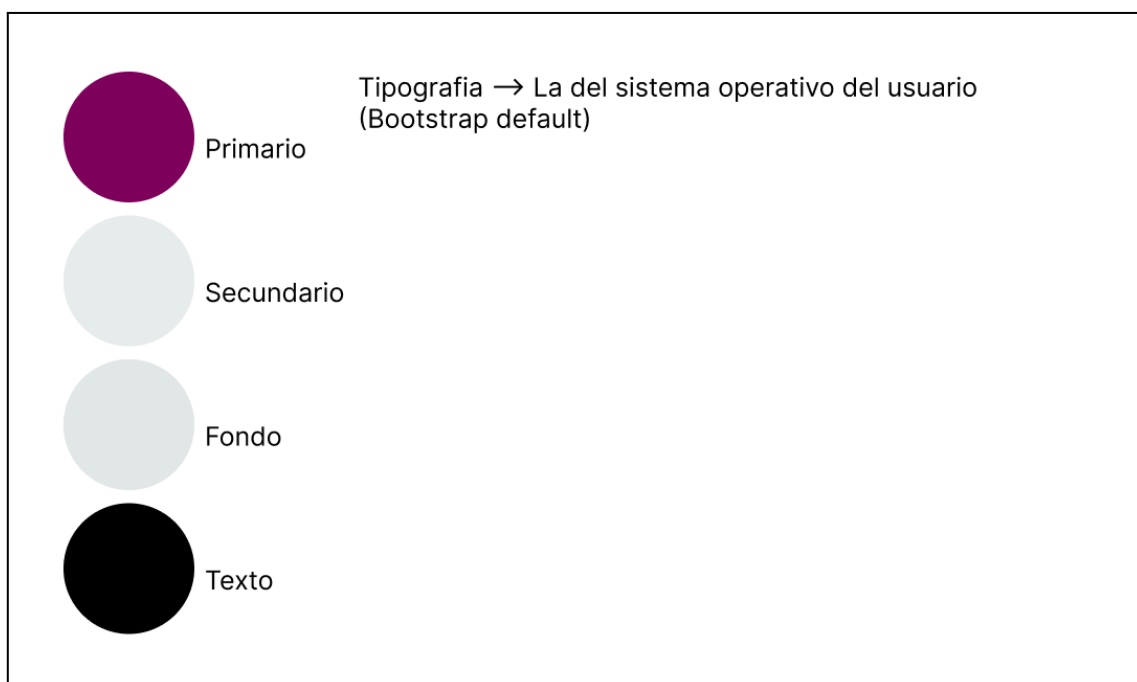 Tipografia → La del sistema operativo del usuario
(Bootstrap default)
Primario
Secundario
Fondo
Texto